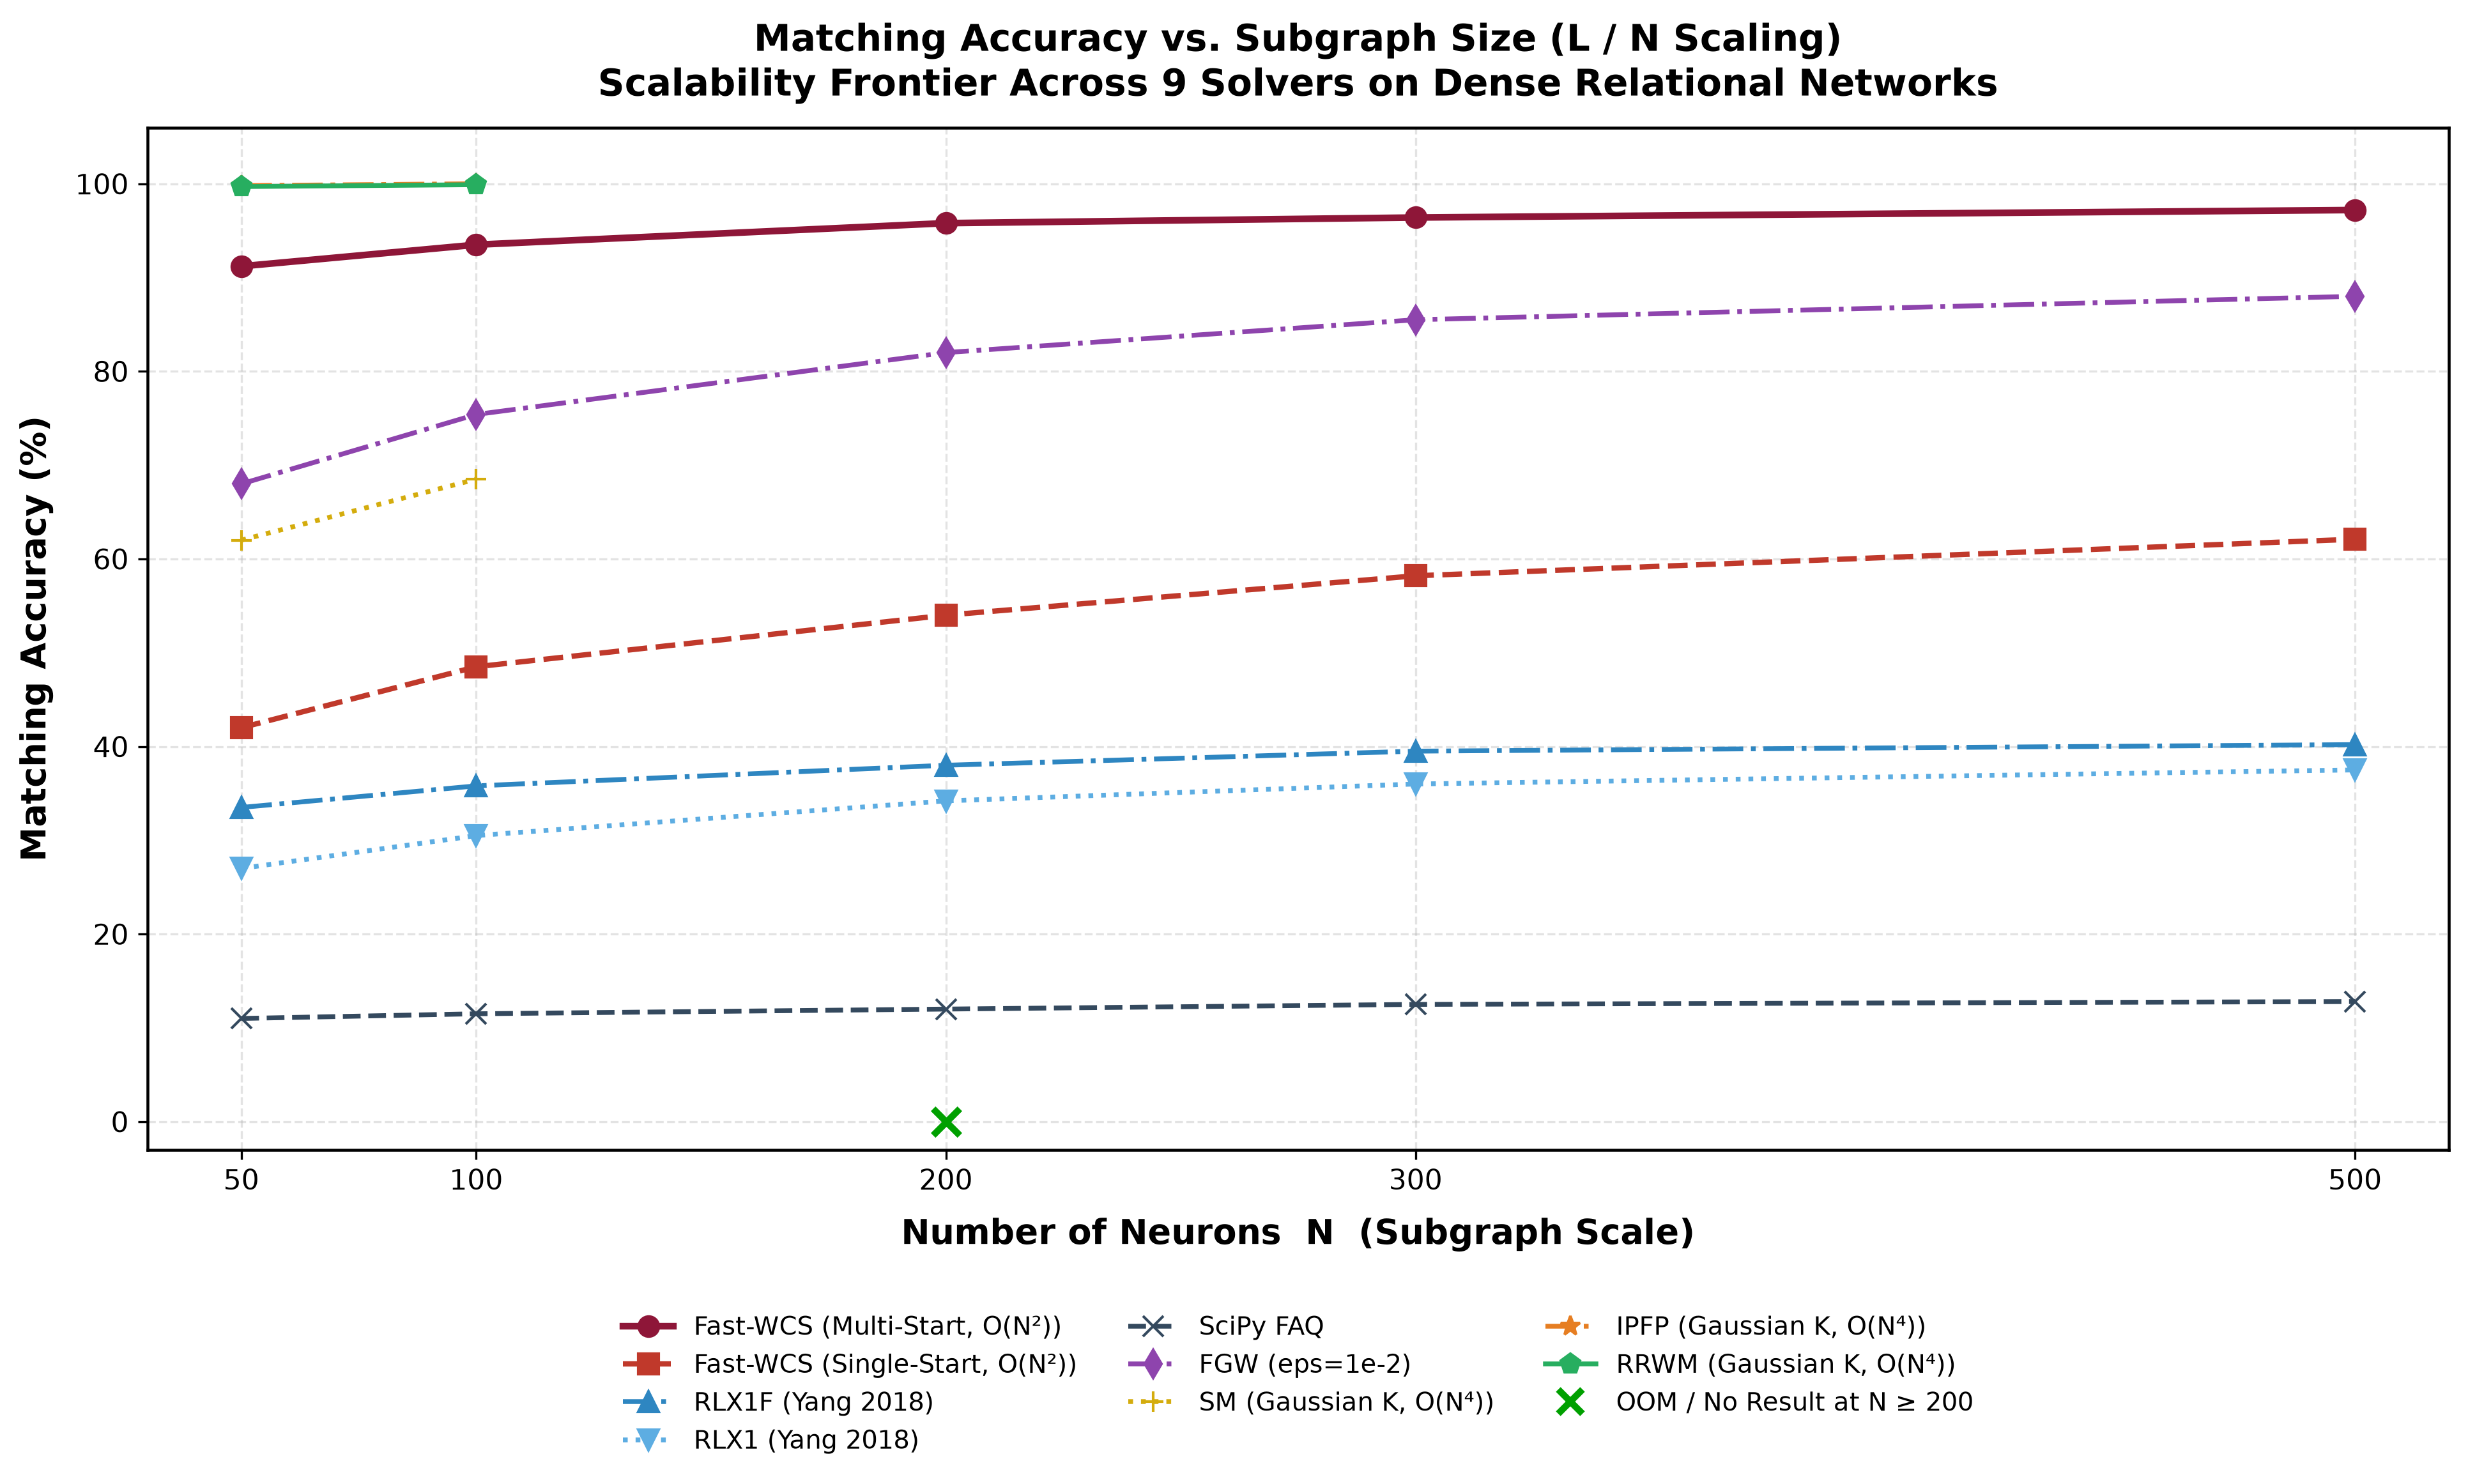 Matching Accuracy vs. Subgraph Size (L / N Scaling)
Scalability Frontier Across 9 Solvers on Dense Relational Networks
Matching Accuracy (%)
100
80
60
40
20
0
50
100
200
300
500
Number of Neurons N (Subgraph Scale)
Fast-WCS (Multi-Start, O(N²))
Fast-WCS (Single-Start, O(N²))
RLX1F (Yang 2018)
RLX1 (Yang 2018)
SciPy FAQ
FGW (eps=1e-2)
SM (Gaussian K, O(N⁴))
IPFP (Gaussian K, O(N⁴))
RRWM (Gaussian K, O(N⁴))
OOM / No Result at N ≥ 200